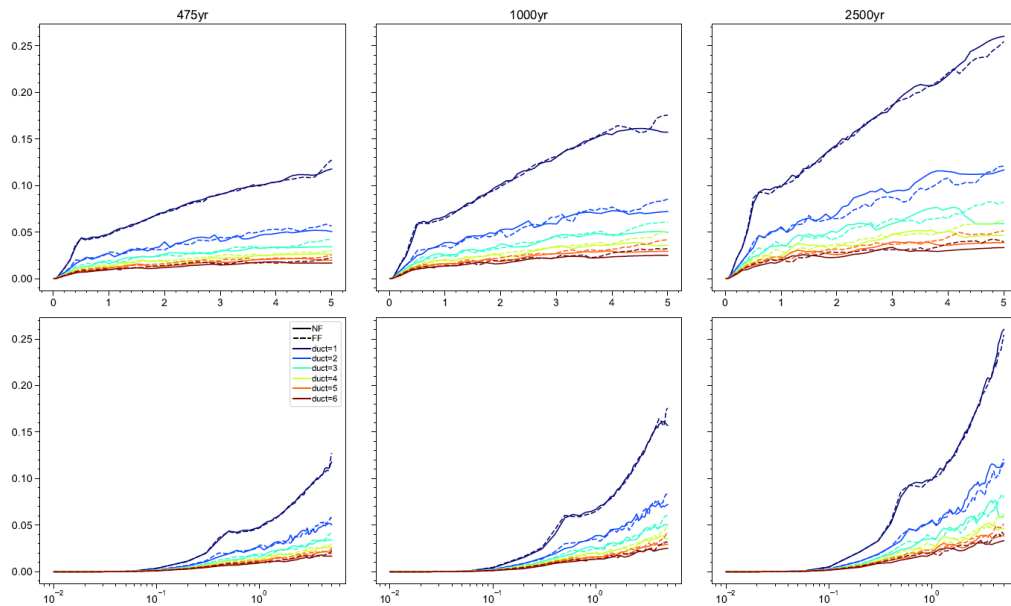 475yr 1000yr 2500yr
0.25
0.20
0.15
0.10
0.05
0.00
0 1 2 3 4 5 0 1 2 3 4 5 0 1 2 3 4 5
0.25
0.20
0.15
0.10
0.05
0.00
NF
FF
duct=1
duct=2
duct=3
duct=4
duct=5
duct=6
10⁻² 10⁻¹ 10⁰ 10⁻² 10⁻¹ 10⁰ 10⁻² 10⁻¹ 10⁰